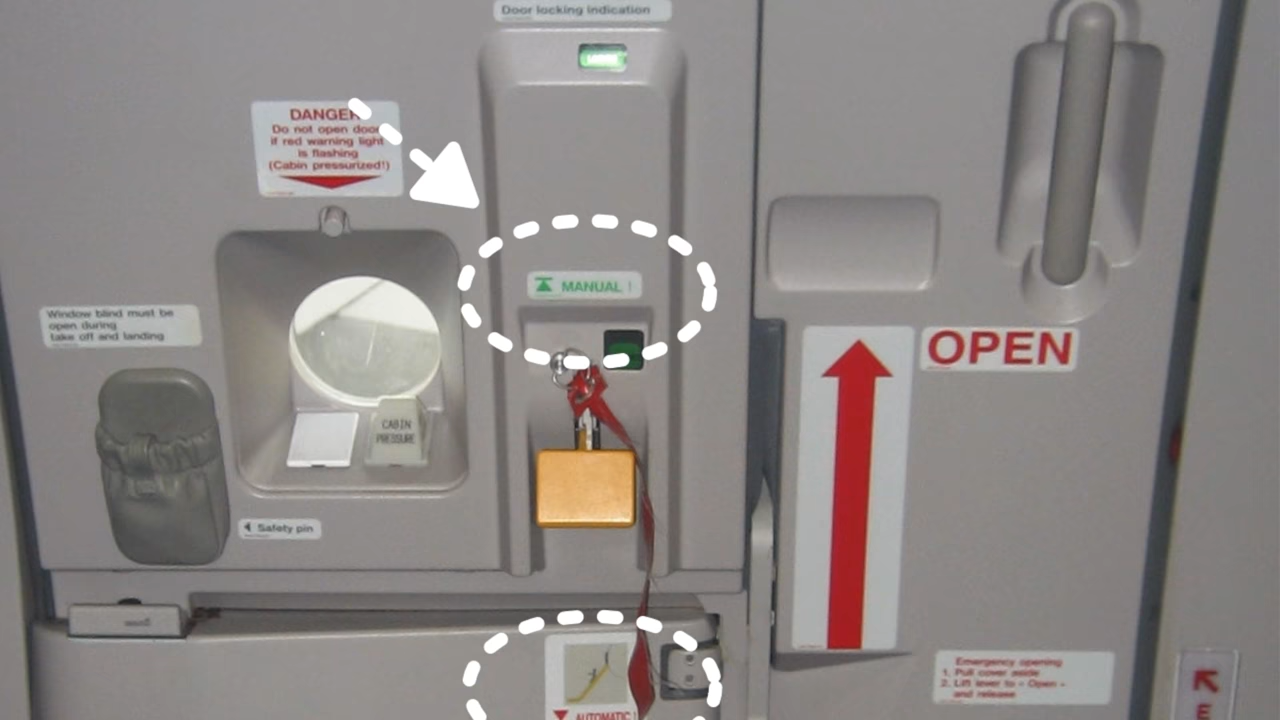 Door locking indication
DANGER
Do not open door
if red warning light
is flashing
(Cabin pressurized!)
MANUAL !
Window blind must be
open during
take off and landing
CABIN
PRESSURE
Safety pin
OPEN
AUTOMATIC !
Emergency opening
1. Pull cover aside
2. Lift lever to - Open -
and release
E